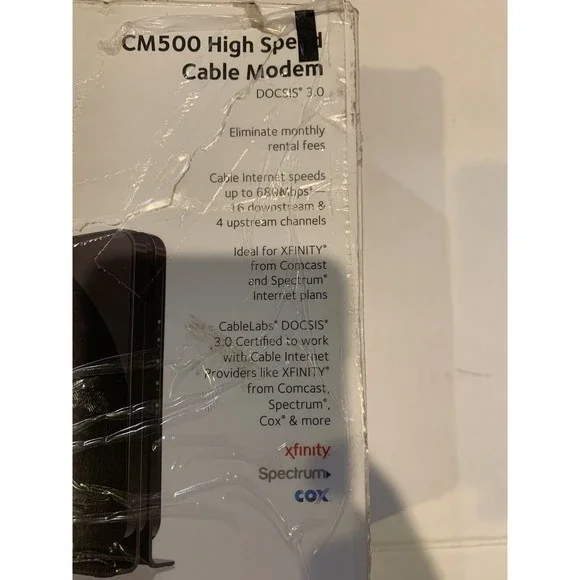 CM500 High Speed
Cable Modem
DOCSIS® 3.0
Eliminate monthly
rental fees
Cable Internet speeds
up to 680Mbps®—
16 downstream &
4 upstream channels
Ideal for XFINITY®
from Comcast
and Spectrum®
Internet plans
CableLabs® DOCSIS®
3.0 Certified to work
with Cable Internet
Providers like XFINITY®
from Comcast,
Spectrum®,
Cox® & more
xfinity
Spectrum
COX